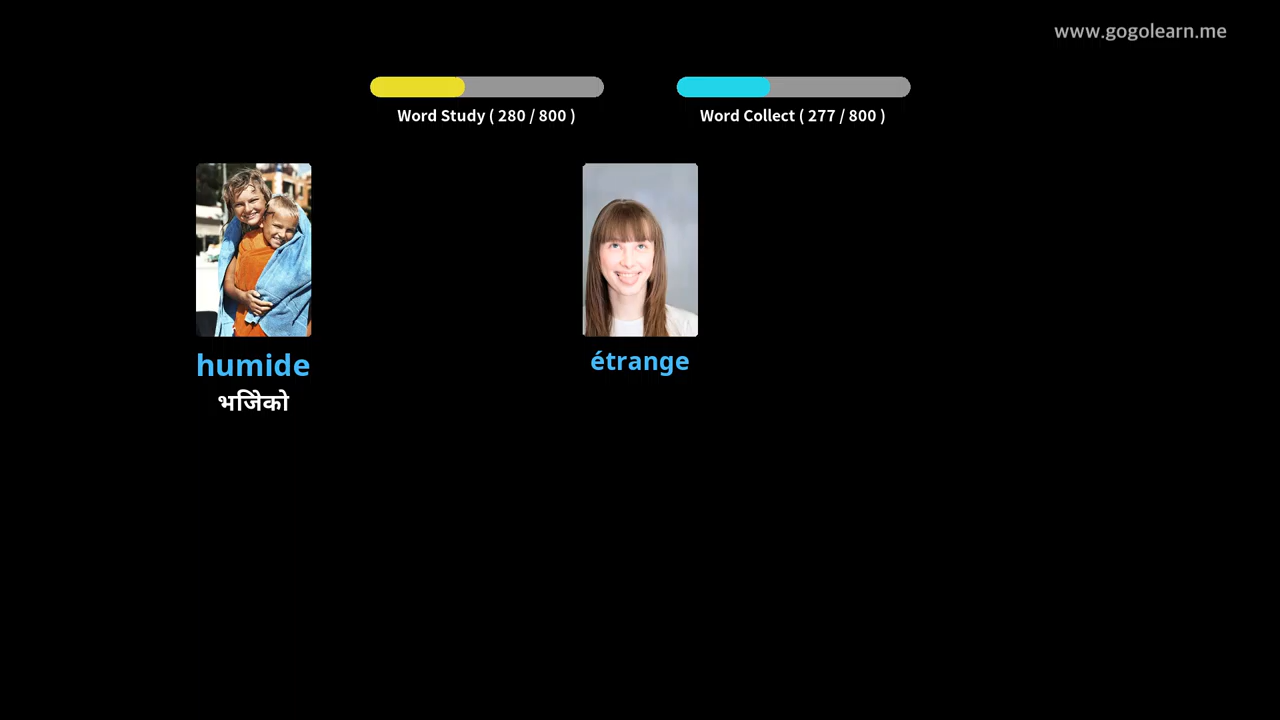 www.gogolearn.me
Word Study ( 280 / 800 )
Word Collect ( 277 / 800 )
humide
भिजेको
étrange